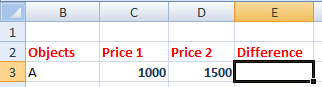 B C D E
1
2 Objects Price 1 Price 2 Difference
3 A 1000 1500